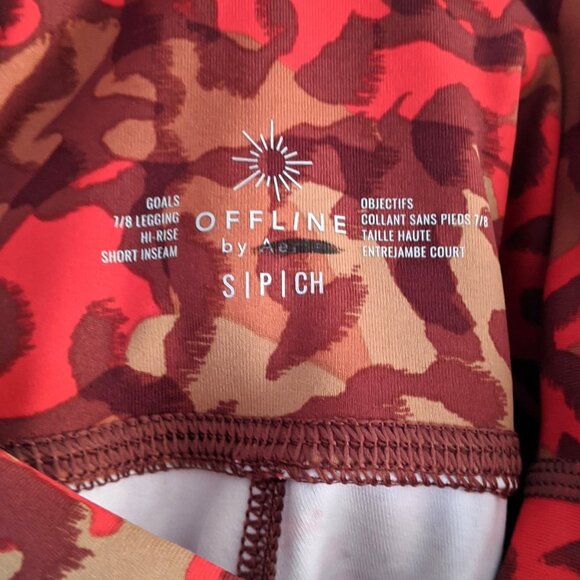 GOALS
7/8 LEGGING
HI-RISE
SHORT INSEAM
OFFLINE
by Aerie
S|P|CH
OBJECTIFS
COLLANT SANS PIEDS 7/8
TAILLE HAUTE
ENTREJAMBE COURT